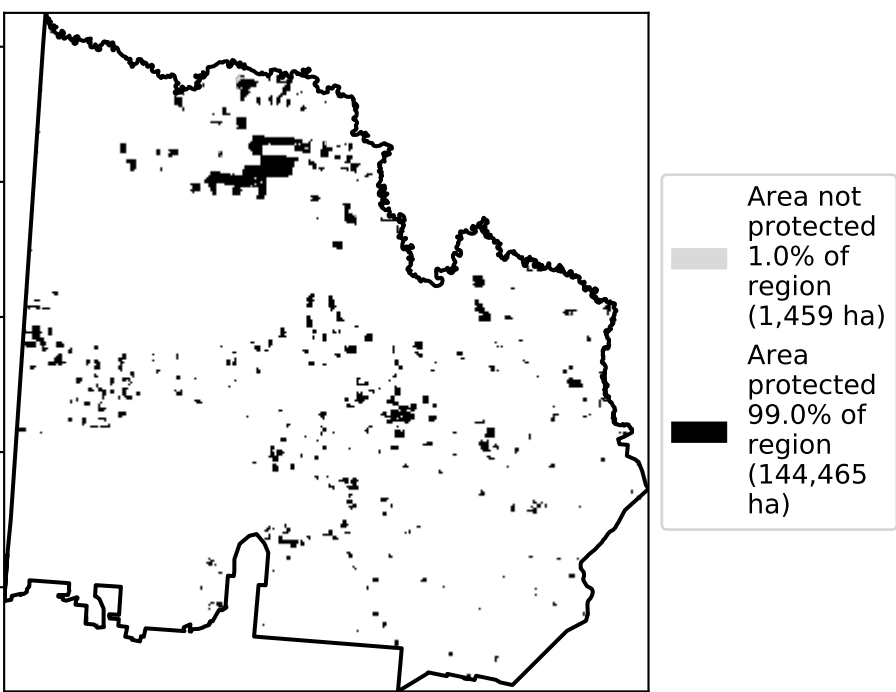 Area not
protected
1.0% of
region
(1,459 ha)
Area
protected
99.0% of
region
(144,465
ha)